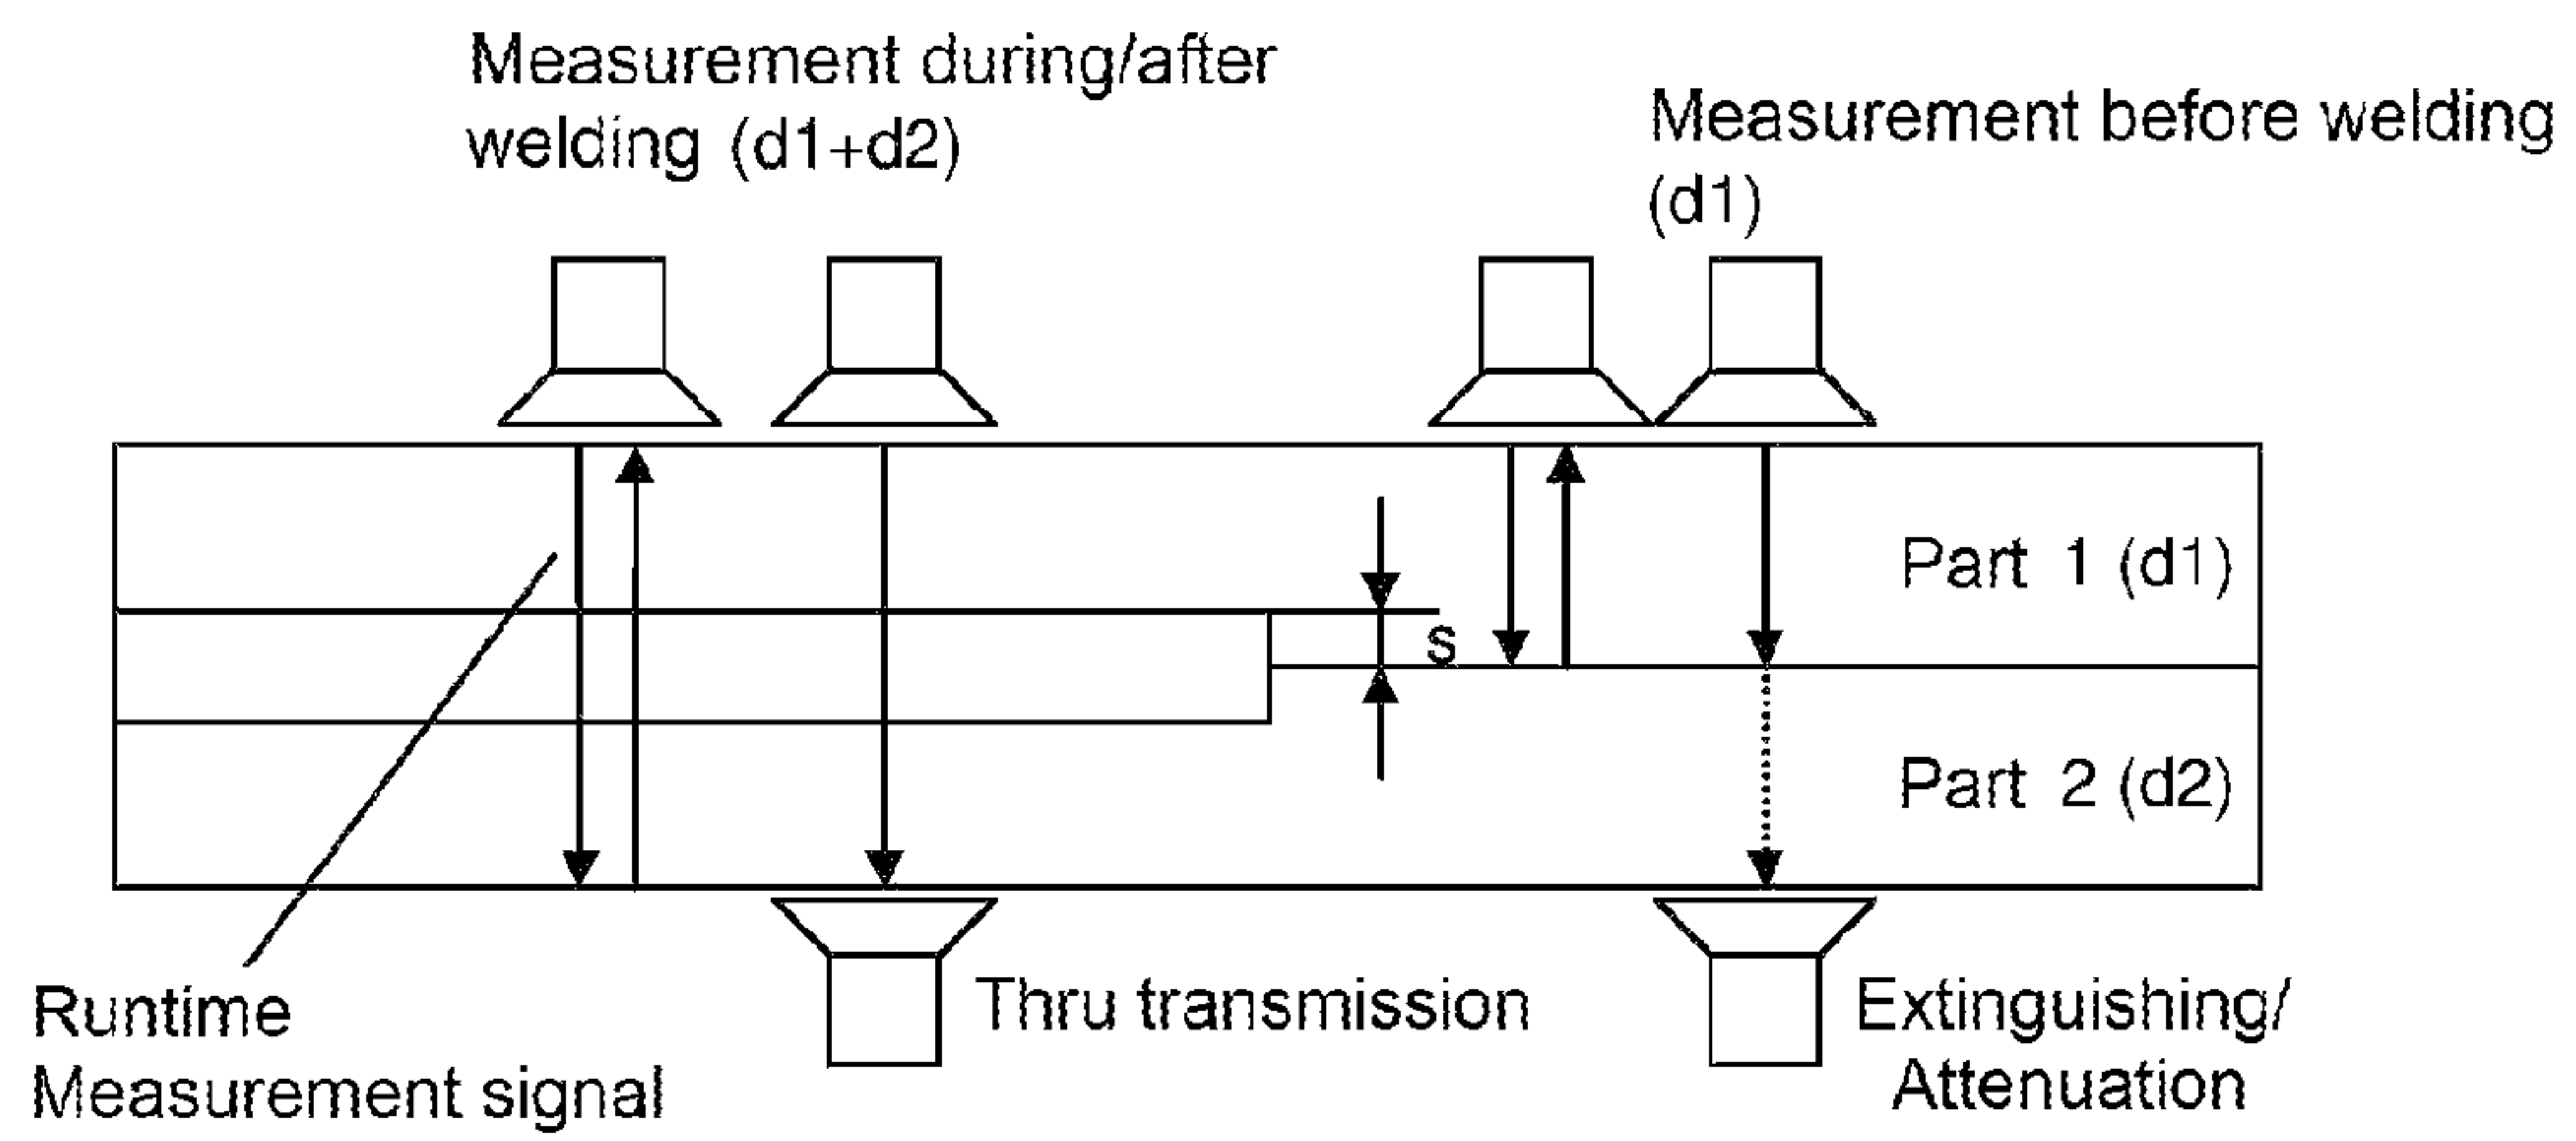 Measurement during/after
welding (d1+d2)
Measurement before welding
(d1)
Part 1 (d1)
s
Part 2 (d2)
Runtime
Measurement signal
Thru transmission
Extinguishing/
Attenuation